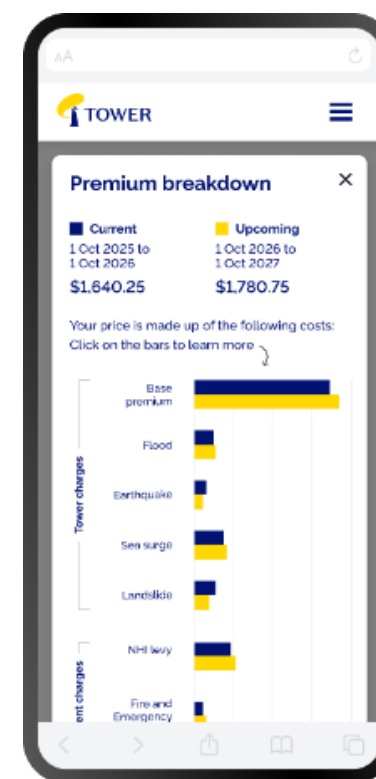 AA
TOWER
Premium breakdown
Current
1 Oct 2025 to
1 Oct 2026
$1,640.25
Upcoming
1 Oct 2026 to
1 Oct 2027
$1,780.75
Your price is made up of the following costs:
Click on the bars to learn more
Tower charges
Base
premium
Flood
Earthquake
Sea surge
Landslide
ent charges
NHI levy
Fire and
Emergency